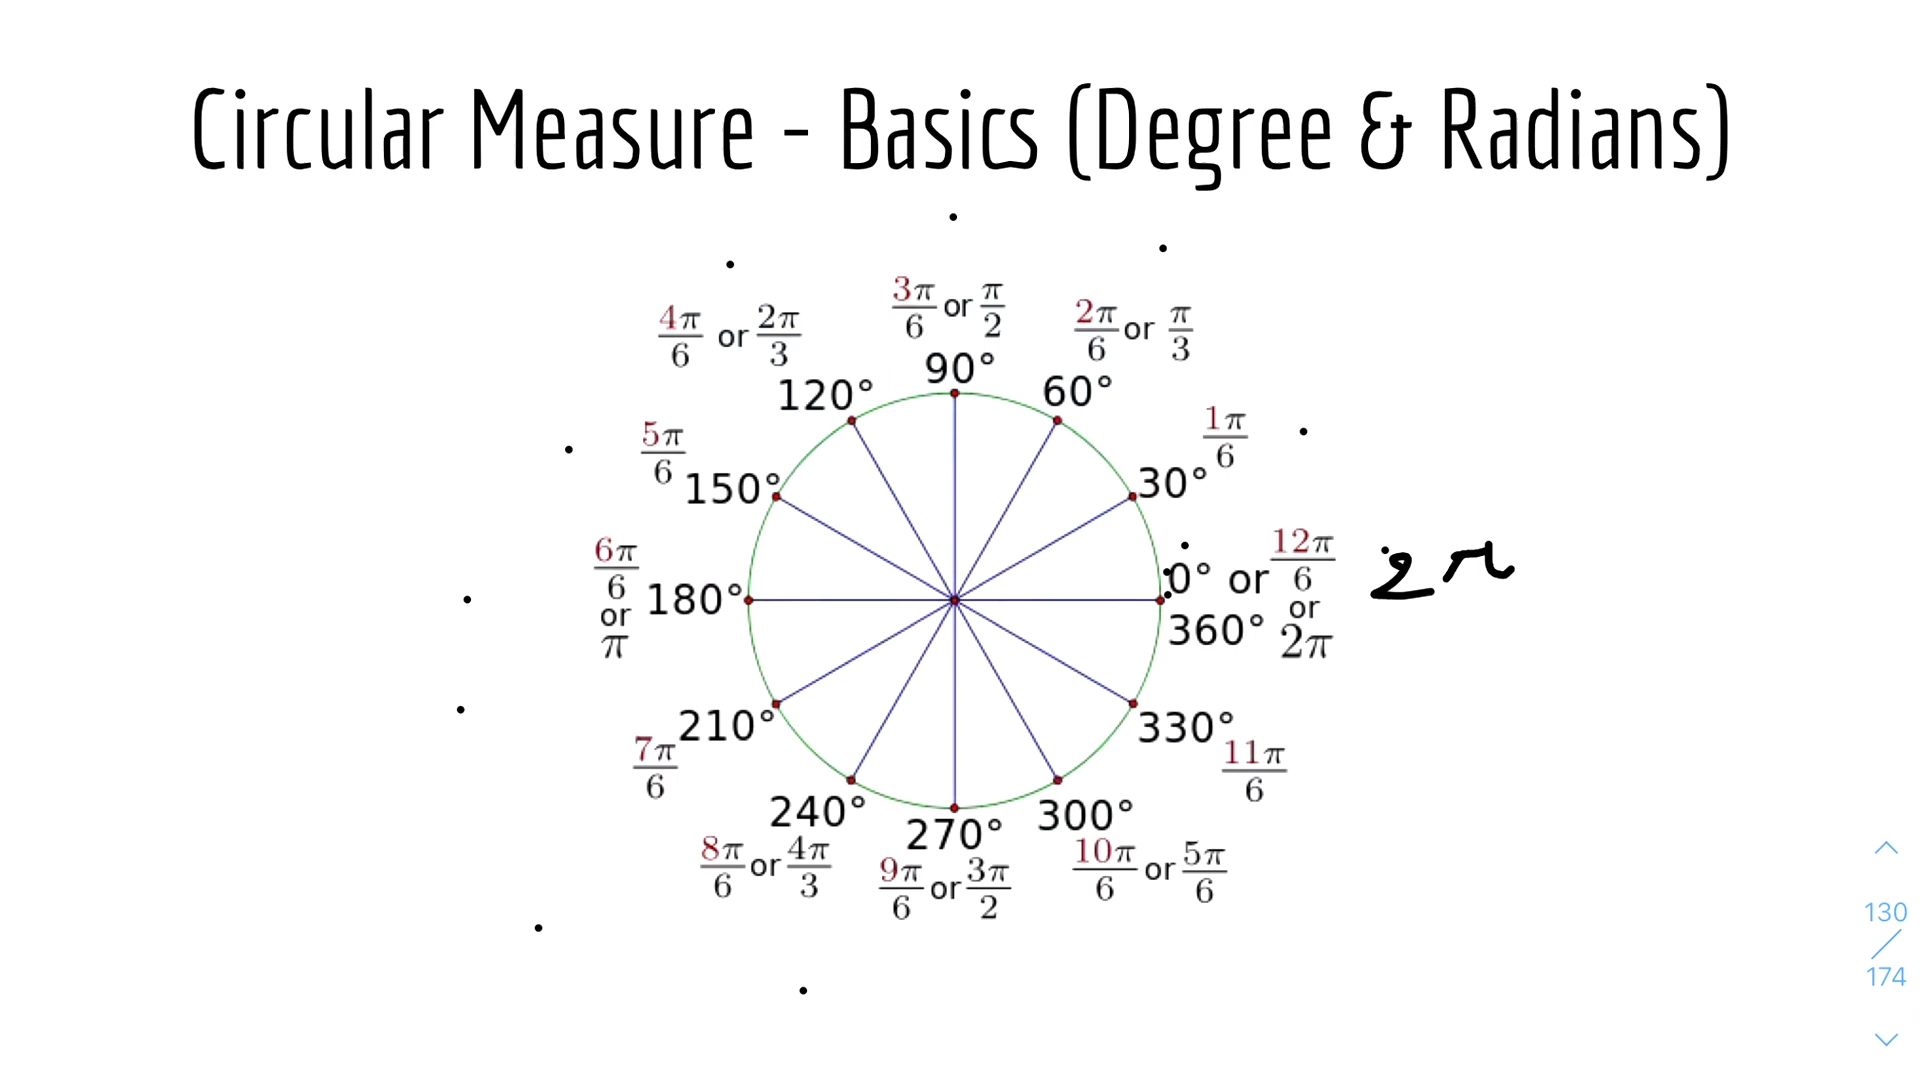 Circular Measure - Basics (Degree & Radians)
3π/6 or π/2
90°
2π/6 or π/3
60°
1π/6
30°
0° or 12π/6
or
360° 2π
2π
4π/6 or 2π/3
120°
5π/6
150°
6π/6
or
π
180°
210°
7π/6
240°
8π/6 or 4π/3
270°
9π/6 or 3π/2
300°
10π/6 or 5π/6
330°
11π/6
130
/
174